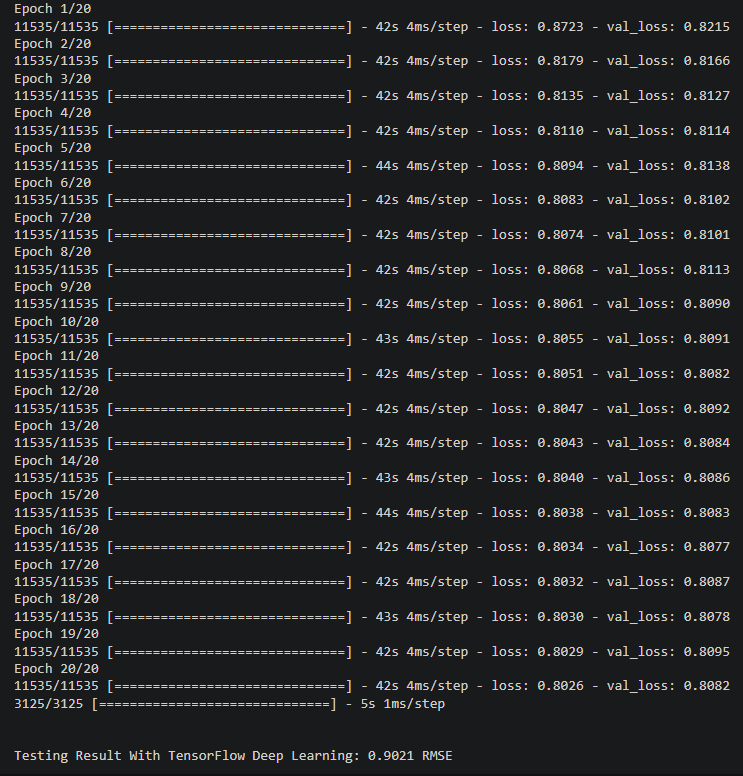 Epoch 1/20
11535/11535 [==============================] - 42s 4ms/step - loss: 0.8723 - val_loss: 0.8215
Epoch 2/20
11535/11535 [==============================] - 42s 4ms/step - loss: 0.8179 - val_loss: 0.8166
Epoch 3/20
11535/11535 [==============================] - 42s 4ms/step - loss: 0.8135 - val_loss: 0.8127
Epoch 4/20
11535/11535 [==============================] - 42s 4ms/step - loss: 0.8110 - val_loss: 0.8114
Epoch 5/20
11535/11535 [==============================] - 44s 4ms/step - loss: 0.8094 - val_loss: 0.8138
Epoch 6/20
11535/11535 [==============================] - 42s 4ms/step - loss: 0.8083 - val_loss: 0.8102
Epoch 7/20
11535/11535 [==============================] - 42s 4ms/step - loss: 0.8074 - val_loss: 0.8101
Epoch 8/20
11535/11535 [==============================] - 42s 4ms/step - loss: 0.8068 - val_loss: 0.8113
Epoch 9/20
11535/11535 [==============================] - 42s 4ms/step - loss: 0.8061 - val_loss: 0.8090
Epoch 10/20
11535/11535 [==============================] - 43s 4ms/step - loss: 0.8055 - val_loss: 0.8091
Epoch 11/20
11535/11535 [==============================] - 42s 4ms/step - loss: 0.8051 - val_loss: 0.8082
Epoch 12/20
11535/11535 [==============================] - 42s 4ms/step - loss: 0.8047 - val_loss: 0.8092
Epoch 13/20
11535/11535 [==============================] - 42s 4ms/step - loss: 0.8043 - val_loss: 0.8084
Epoch 14/20
11535/11535 [==============================] - 43s 4ms/step - loss: 0.8040 - val_loss: 0.8086
Epoch 15/20
11535/11535 [==============================] - 44s 4ms/step - loss: 0.8038 - val_loss: 0.8083
Epoch 16/20
11535/11535 [==============================] - 42s 4ms/step - loss: 0.8034 - val_loss: 0.8077
Epoch 17/20
11535/11535 [==============================] - 42s 4ms/step - loss: 0.8032 - val_loss: 0.8087
Epoch 18/20
11535/11535 [==============================] - 43s 4ms/step - loss: 0.8030 - val_loss: 0.8078
Epoch 19/20
11535/11535 [==============================] - 42s 4ms/step - loss: 0.8029 - val_loss: 0.8095
Epoch 20/20
11535/11535 [==============================] - 42s 4ms/step - loss: 0.8026 - val_loss: 0.8082
3125/3125 [==============================] - 5s 1ms/step
Testing Result With TensorFlow Deep Learning: 0.9021 RMSE